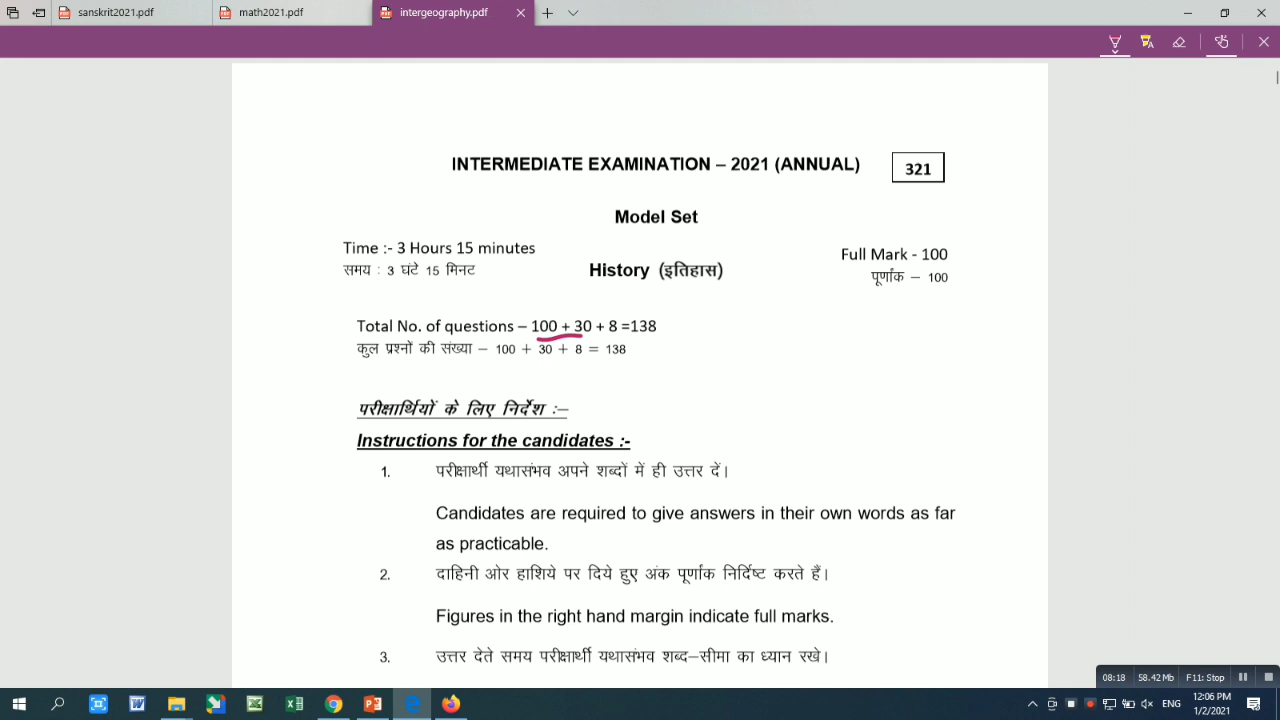 sanskrit2021.pdf
intermag2021.pdf
intergeography.pdf
INTERMEDIATE EXAMINATION – 2021 (ANNUAL)
321
Model Set
Time :- 3 Hours 15 minutes
Full Mark - 100
समय : 3 घंटे 15 मिनट
History (इतिहास)
पूर्णांक – 100
Total No. of questions – 100 + 30 + 8 =138
कुल प्रश्नों की संख्या – 100 + 30 + 8 = 138
परीक्षार्थियों के लिए निर्देश :–
Instructions for the candidates :-
1. परीक्षार्थी यथासंभव अपने शब्दों में ही उत्तर दें।
Candidates are required to give answers in their own words as far
as practicable.
2. दाहिनी ओर हाशिये पर दिये हुए अंक पूर्णांक निर्दिष्ट करते हैं।
Figures in the right hand margin indicate full marks.
3. उत्तर देते समय परीक्षार्थी यथासंभव शब्द–सीमा का ध्यान रखे।
08:18 58.42 Mb F11: Stop
12:06 PM
1/2/2021